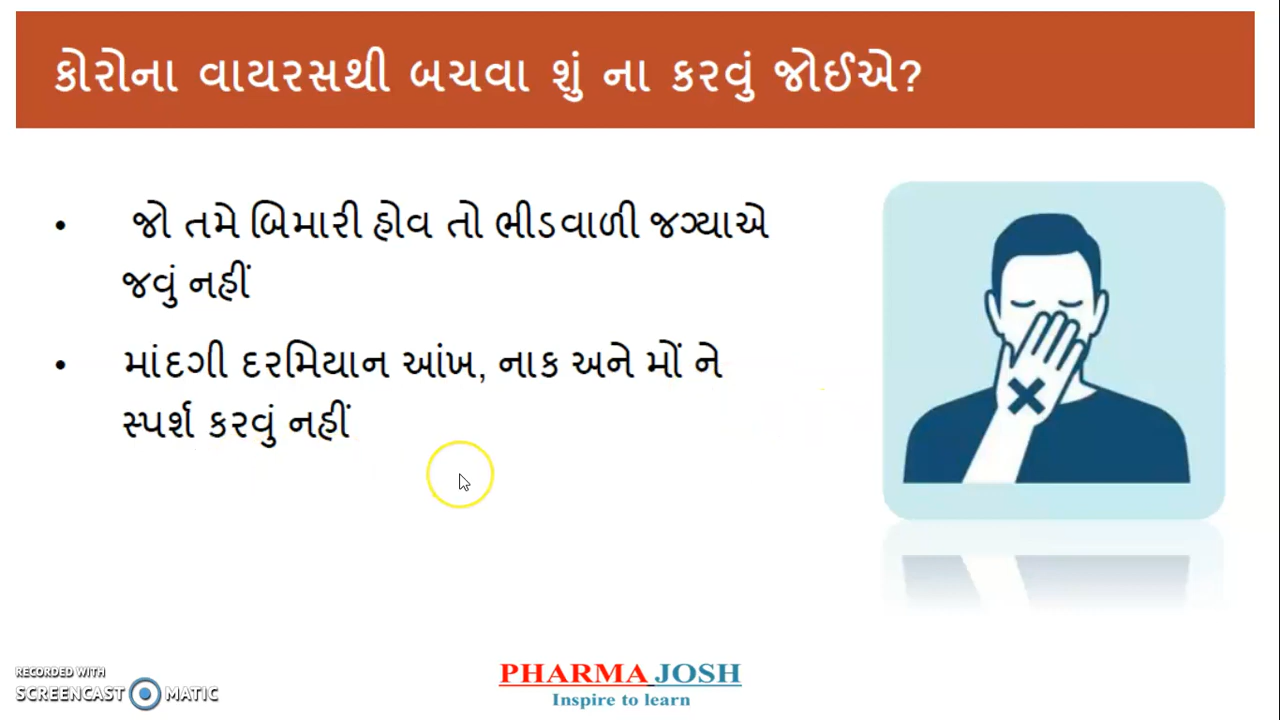 કોરોના વાયરસથી બચવા શું ના કરવું જોઈએ?
• જો તમે બિમારી હોવ તો ભીડવાળી જગ્યાએ
જવું નહીં
• માંદગી દરમિયાન આંખ, નાક અને મોં ને
સ્પર્શ કરવું નહીં
RECORDED WITH
SCREENCAST MATIC
PHARMA JOSH
Inspire to learn